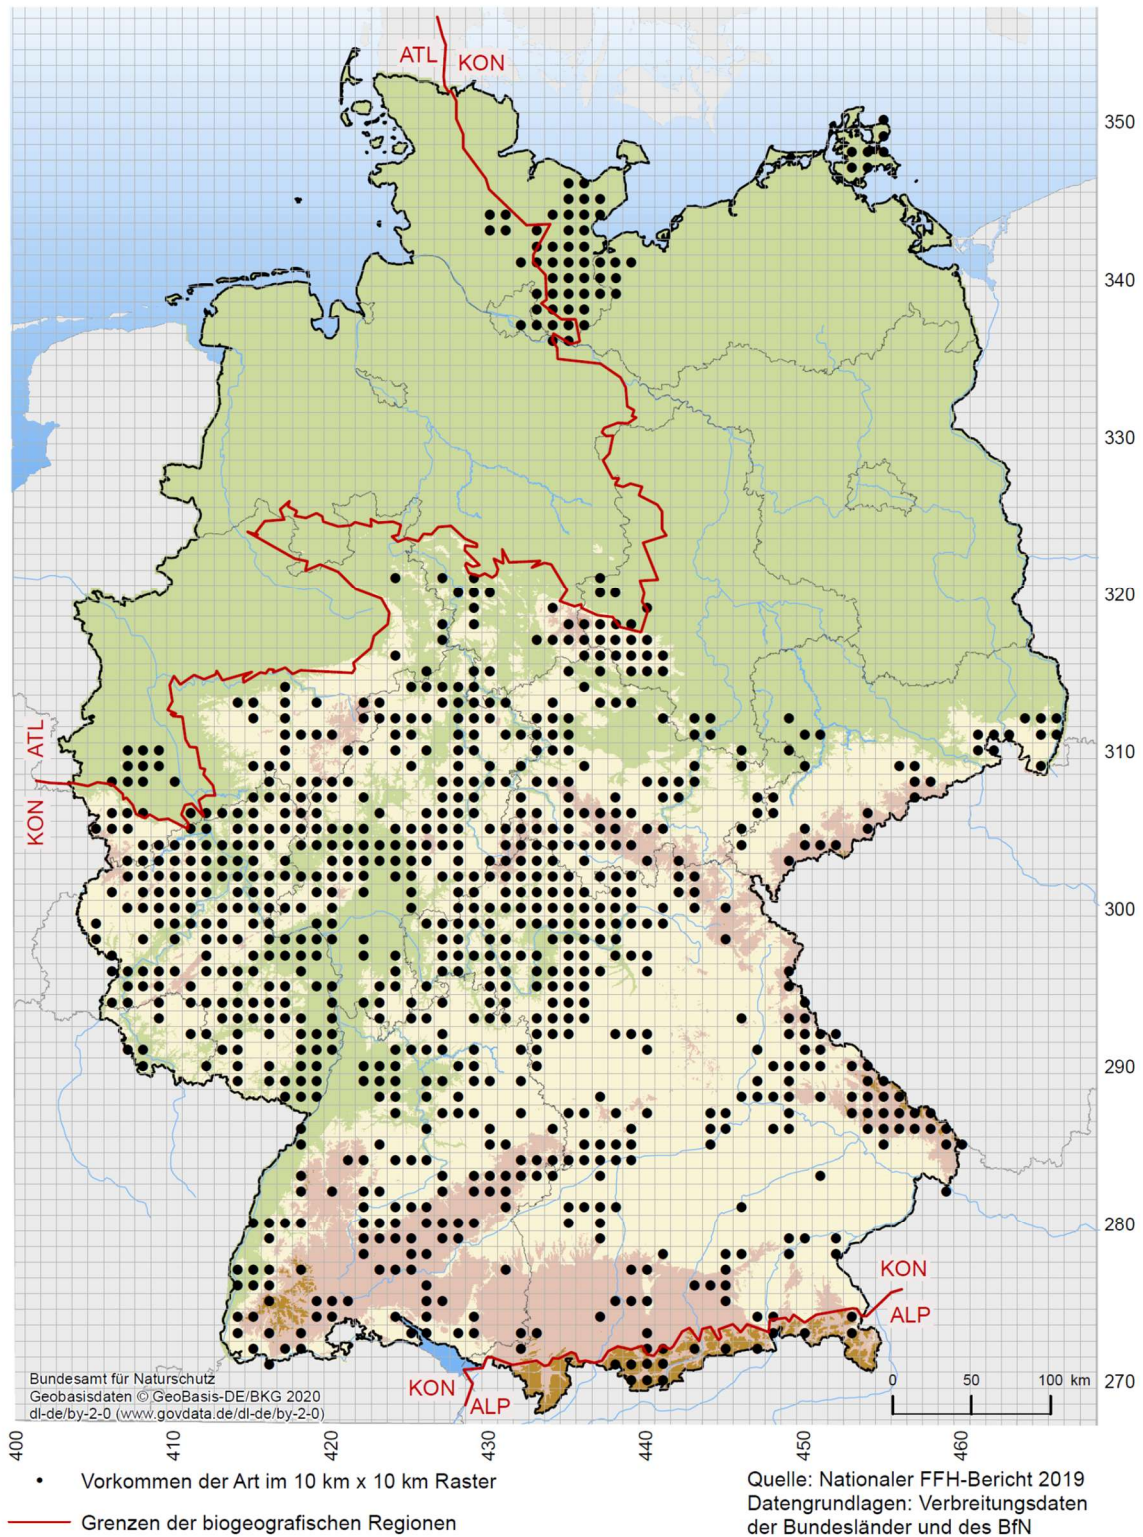 ATL KON
350
340
330
320
ATL
310
KON
300
290
280
KON
ALP
Bundesamt für Naturschutz
Geobasisdaten © GeoBasis-DE/BKG 2020
dl-de/by-2-0 (www.govdata.de/dl-de/by-2-0)
KON
ALP
0 50 100 km
270
400 410 420 430 440 450 460
Vorkommen der Art im 10 km x 10 km Raster
Grenzen der biogeografischen Regionen
Quelle: Nationaler FFH-Bericht 2019
Datengrundlagen: Verbreitungsdaten
der Bundesländer und des BfN